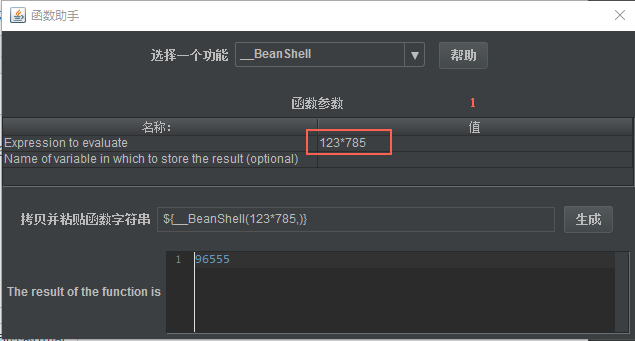 函数助手
选择一个功能 __BeanShell 帮助
函数参数 1
名称: 值
Expression to evaluate 123*785
Name of variable in which to store the result (optional)
拷贝并粘贴函数字符串 ${__BeanShell(123*785,)} 生成
1 96555
The result of the function is